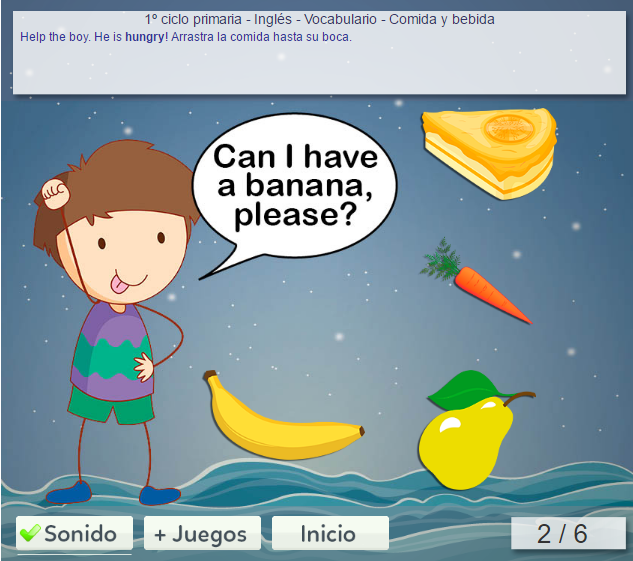 1º ciclo primaria - Inglés - Vocabulario - Comida y bebida
Help the boy. He is hungry! Arrastra la comida hasta su boca.
Can I have
a banana,
please?
Sonido
+ Juegos
Inicio
2 / 6